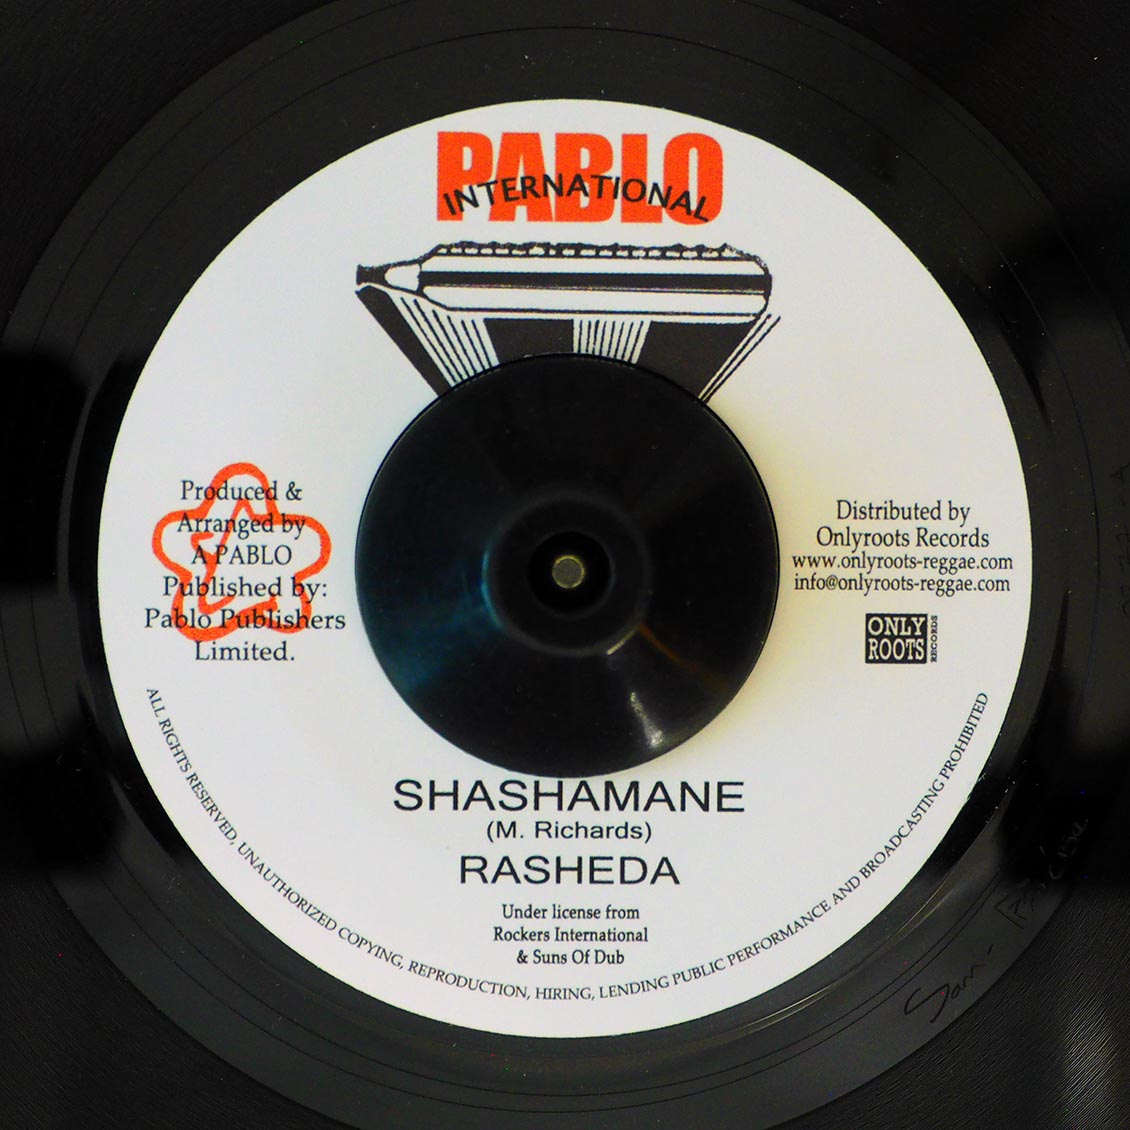 PABLO
INTERNATIONAL
Produced &
Arranged by
A PABLO
Published by:
Pablo Publishers
Limited.
Distributed by
Onlyroots Records
www.onlyroots-reggae.com
info@onlyroots-reggae.com
ONLY
ROOTS
RECORDS
SHASHAMANE
(M. Richards)
RASHEDA
Under license from
Rockers International
& Suns Of Dub
ALL RIGHTS RESERVED, UNAUTHORIZED COPYING, REPRODUCTION, HIRING, LENDING PUBLIC PERFORMANCE AND BROADCASTING PROHIBITED